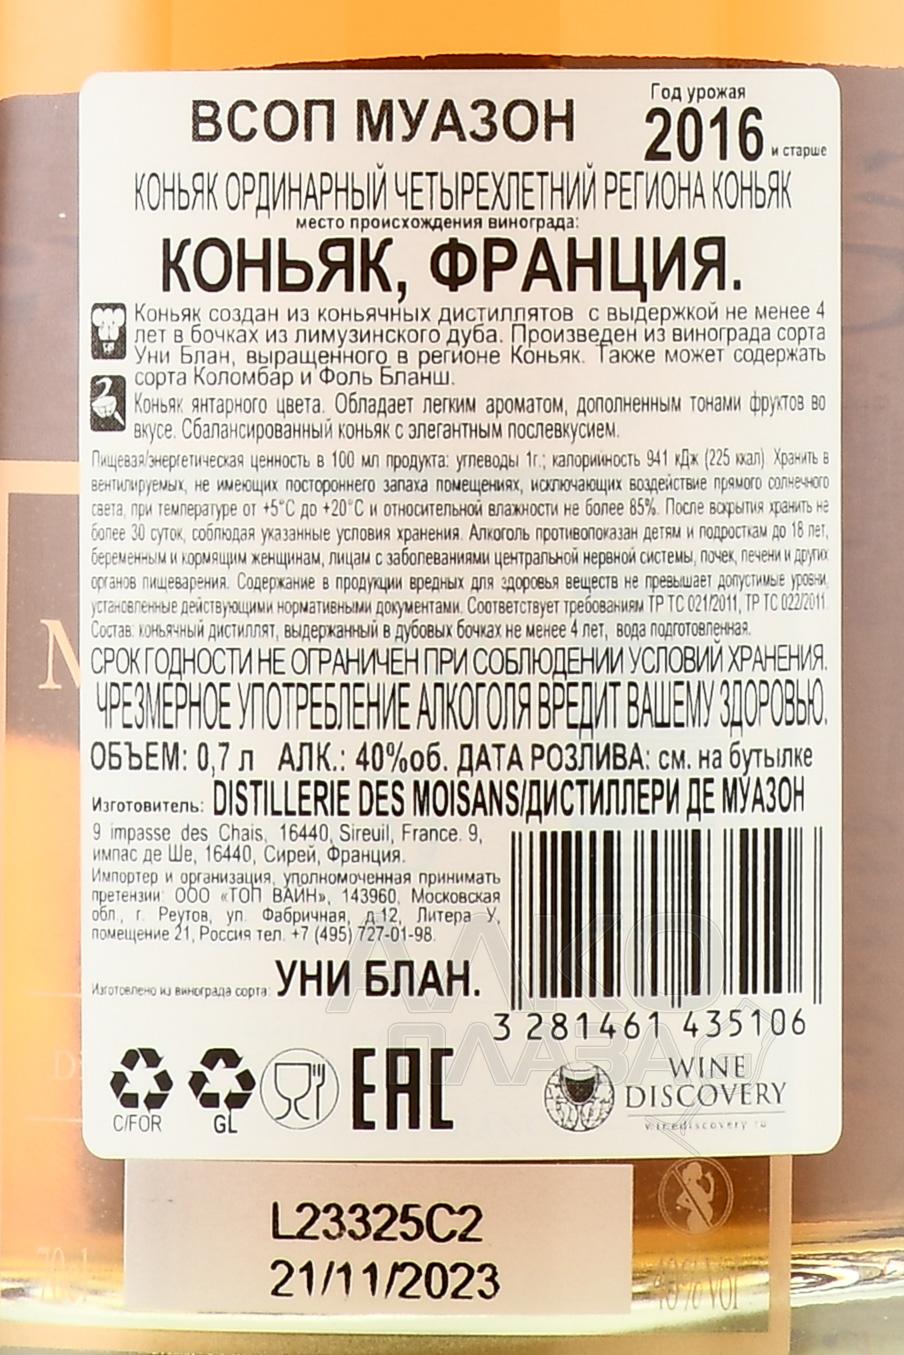 Год урожая
ВСОП МУАЗОН 2016 и старше
КОНЬЯК ОРДИНАРНЫЙ ЧЕТЫРЕХЛЕТНИЙ РЕГИОНА КОНЬЯК
место происхождения винограда:
КОНЬЯК, ФРАНЦИЯ.
Коньяк создан из коньячных дистиллятов с выдержкой не менее 4
лет в бочках из лимузинского дуба. Произведен из винограда сорта
Уни Блан, выращенного в регионе Коньяк. Также может содержать
сорта Коломбар и Фоль Бланш.
Коньяк янтарного цвета. Обладает легким ароматом, дополненным тонами фруктов во
вкусе. Сбалансированный коньяк с элегантным послевкусием.
Пищевая/энергетическая ценность в 100 мл продукта: углеводы 1г.; калорийность 941 кДж (225 ккал). Хранить в
вентилируемых, не имеющих постороннего запаха помещениях, исключающих воздействие прямого солнечного
света, при температуре от +5°C до +20°C и относительной влажности не более 85%. После вскрытия хранить не
более 30 суток, соблюдая указанные условия хранения. Алкоголь противопоказан детям и подросткам до 18 лет,
беременным и кормящим женщинам, лицам с заболеваниями центральной нервной системы, почек, печени и других
органов пищеварения. Содержание в продукции вредных для здоровья веществ не превышает допустимые уровни,
установленные действующими нормативными документами. Соответствует требованиям ТР ТС 021/2011, ТР ТС 022/2011.
Состав: коньячный дистиллят, выдержанный в дубовых бочках не менее 4 лет, вода подготовленная.
СРОК ГОДНОСТИ НЕ ОГРАНИЧЕН ПРИ СОБЛЮДЕНИИ УСЛОВИЙ ХРАНЕНИЯ.
ЧРЕЗМЕРНОЕ УПОТРЕБЛЕНИЕ АЛКОГОЛЯ ВРЕДИТ ВАШЕМУ ЗДОРОВЬЮ.
ОБЪЕМ: 0,7 л АЛК.: 40%об. ДАТА РОЗЛИВА: см. на бутылке
Изготовитель: DISTILLERIE DES MOISANS/ДИСТИЛЛЕРИ ДЕ МУАЗОН
9 impasse des Chais, 16440, Sireuil, France. 9,
импас де Ше, 16440, Сирей, Франция.
Импортер и организация, уполномоченная принимать
претензии: ООО «ТОП ВАЙН», 143960, Московская
обл., г. Реутов, ул. Фабричная, д.12, Литера У,
помещение 21, Россия тел. +7 (495) 727-01-98.
Изготовлено из винограда сорта: УНИ БЛАН.
3 281461 435106
C/FOR GL EAC
WINE
DISCOVERY
winediscovery.ru
АЛКО
ПЛАЗА.ru
L23325C2
21/11/2023
70cl
40%vol